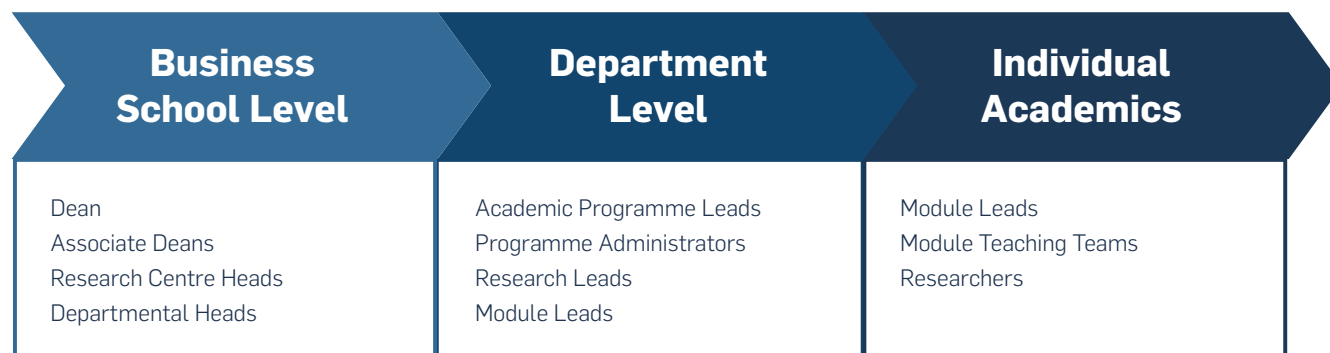 Business
School Level
Dean
Associate Deans
Research Centre Heads
Departmental Heads
Department
Level
Academic Programme Leads
Programme Administrators
Research Leads
Module Leads
Individual
Academics
Module Leads
Module Teaching Teams
Researchers